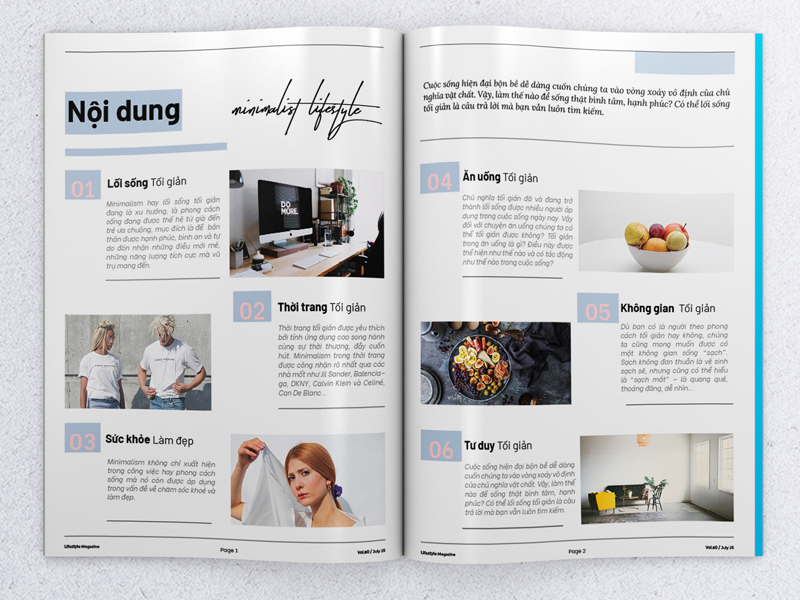 Nội dung
minimalist lifestyle
01
Lối sống Tối giản
Minimalism hay lối sống tối giản
đang là xu hướng, là phong cách
sống đang được thế hệ từ già đến
trẻ ưa chuộng, mục đích là để bản
thân được hạnh phúc, bình an và tự
do đón nhận những điều mới mẻ,
những năng lượng tích cực mà vũ
trụ mang đến.
DO
MORE.
02
Thời trang Tối giản
Thời trang tối giản được yêu thích
bởi tính ứng dụng cao song hành
cùng sự thời thượng, đầy cuốn
hút. Minimalism trong thời trang
được công nhận rõ nhất qua các
nhà mốt như Jil Sander, Balencia-
ga, DKNY, Calvin Klein và Celiné,
Can De Blanc...
03
Sức khỏe Làm đẹp
Minimalism không chỉ xuất hiện
trong công việc hay phong cách
sống mà nó còn được áp dụng
trong vấn đề về chăm sóc khoẻ và
làm đẹp.
Lifestyle Magazine
Page 1
Vol.20 / July 25
Cuộc sống hiện đại bộn bề dễ dàng cuốn chúng ta vào vòng xoáy vô định của chủ
nghĩa vật chất. Vậy, làm thế nào để sống thật bình tâm, hạnh phúc? Có thể lối sống
tối giản là câu trả lời mà bạn vẫn luôn tìm kiếm.
04
Ăn uống Tối giản
Chủ nghĩa tối giản đã và đang trở
thành lối sống được nhiều người áp
dụng trong cuộc sống ngày nay. Vậy
đối với chuyện ăn uống chúng ta có
thể tối giản được không? Tối giản
trong ăn uống là gì? Điều này được
thể hiện như thế nào và có tác động
như thế nào trong cuộc sống?
05
Không gian Tối giản
Dù bạn có là người theo phong
cách tối giản hay không, chúng
ta cũng mong muốn được có
một không gian sống “sạch”.
Sạch không đơn thuần là vệ sinh
sạch sẽ, nhưng cũng có thể hiểu
là “sạch mắt” – là quang quẻ,
thoáng đãng, dễ nhìn...
06
Tư duy Tối giản
Cuộc sống hiện đại bộn bề dễ dàng
cuốn chúng ta vào vòng xoáy vô định
của chủ nghĩa vật chất. Vậy, làm thế
nào để sống thật bình tâm, hạnh
phúc? Có thể lối sống tối giản là câu
trả lời mà bạn vẫn luôn tìm kiếm.
Lifestyle Magazine
Page 2
Vol.20 / July 25